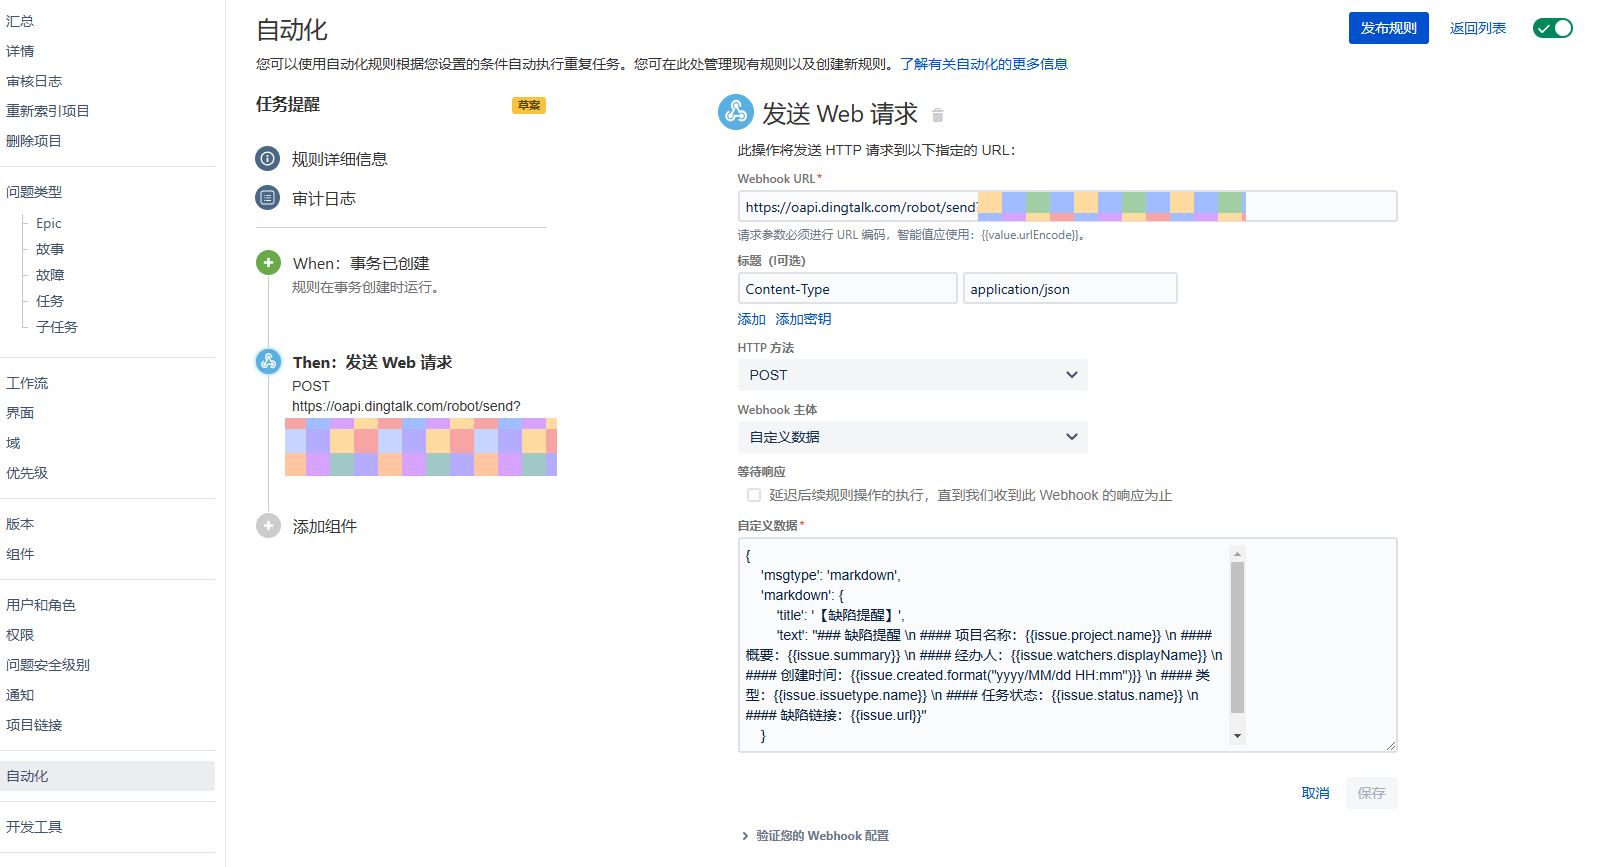 汇总
详情
审核日志
重新索引项目
删除项目
问题类型
Epic
故事
故障
任务
子任务
工作流
界面
域
优先级
版本
组件
用户和角色
权限
问题安全级别
通知
项目链接
自动化
开发工具
自动化
发布规则
返回列表
您可以使用自动化规则根据您设置的条件自动执行重复任务。您可在此处管理现有规则以及创建新规则。了解有关自动化的更多信息
任务提醒
草案
规则详细信息
审计日志
When：事务已创建
规则在事务创建时运行。
Then：发送 Web 请求
POST
https://oapi.dingtalk.com/robot/send?
添加组件
发送 Web 请求
此操作将发送 HTTP 请求到以下指定的 URL：
Webhook URL*
https://oapi.dingtalk.com/robot/send?
请求参数必须进行 URL 编码，智能值应使用：{{value.urlEncode}}。
标题（可选）
Content-Type
application/json
添加 添加密钥
HTTP 方法
POST
Webhook 主体
自定义数据
等待响应
延迟后续规则操作的执行，直到我们收到此 Webhook 的响应为止
自定义数据*
{
'msgtype': 'markdown',
'markdown': {
'title': '【缺陷提醒】',
'text': "### 缺陷提醒 \n #### 项目名称：{{issue.project.name}} \n ####
概要：{{issue.summary}} \n #### 经办人：{{issue.watchers.displayName}} \n
#### 创建时间：{{issue.created.format("yyyy/MM/dd HH:mm")}} \n #### 类
型：{{issue.issuetype.name}} \n #### 任务状态：{{issue.status.name}} \n
#### 缺陷链接：{{issue.url}}"
}
取消
保存
验证您的 Webhook 配置